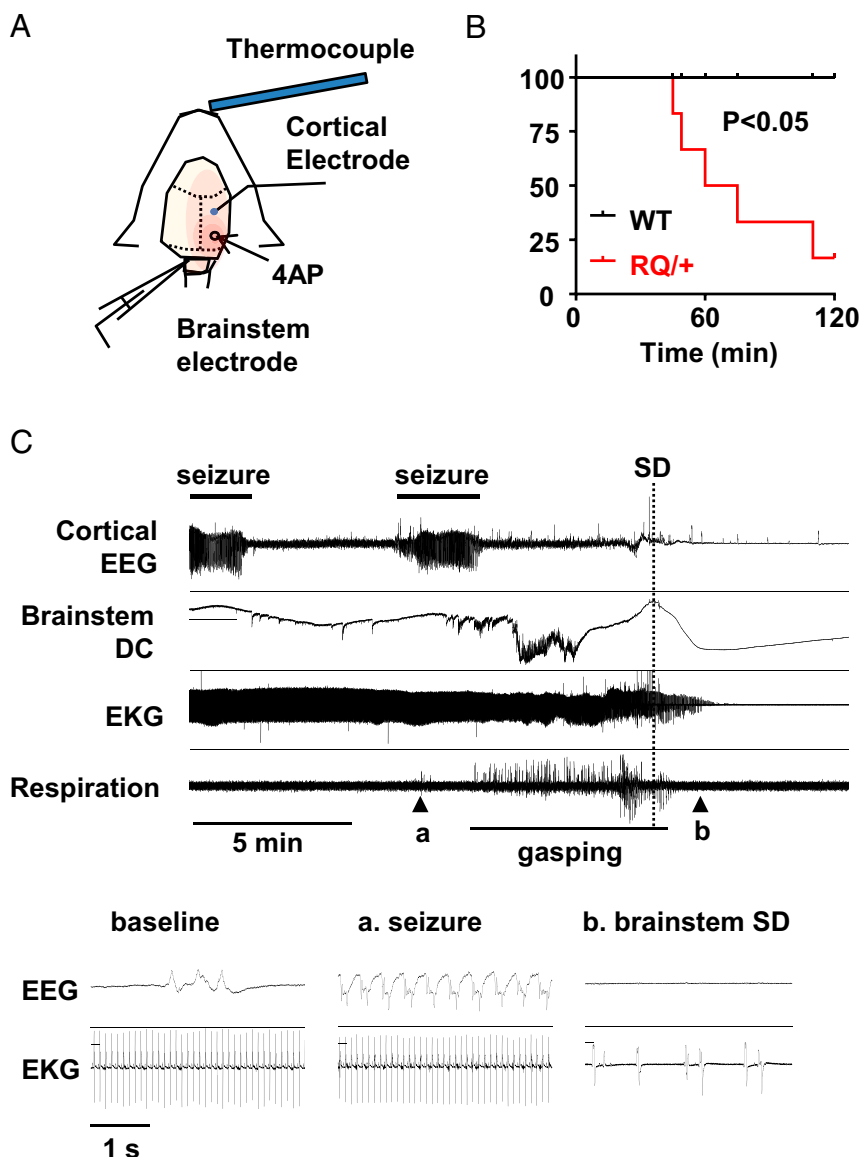 A
Thermocouple
Cortical
Electrode
4AP
Brainstem
electrode
B
100
75
50
25
0
P<0.05
WT
RQ/+
0
60
120
Time (min)
C
seizure
seizure
SD
Cortical
EEG
Brainstem
DC
EKG
Respiration
5 min
a
gasping
b
baseline
a. seizure
b. brainstem SD
EEG
EKG
1 s